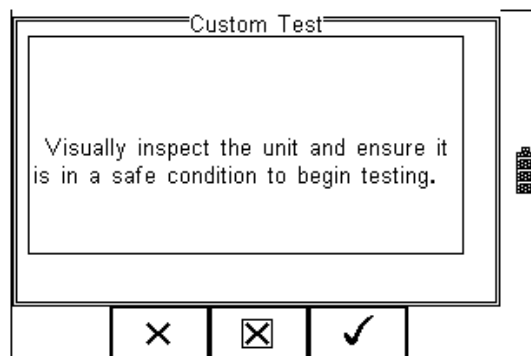 Custom Test
Visually inspect the unit and ensure it
is in a safe condition to begin testing.